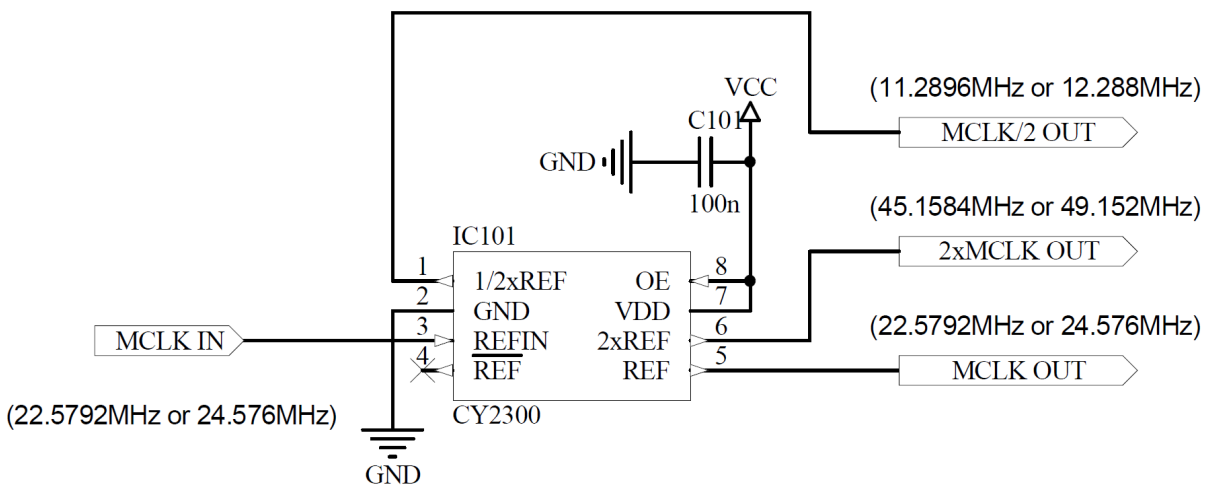 VCC
(11.2896MHz or 12.288MHz)
C101
MCLK/2 OUT
GND
100n
(45.1584MHz or 49.152MHz)
IC101
2xMCLK OUT
1 1/2xREF OE 8
2 GND VDD 7
(22.5792MHz or 24.576MHz)
MCLK IN
3 REFIN 2xREF 6
4 REF REF 5
MCLK OUT
(22.5792MHz or 24.576MHz)
CY2300
GND